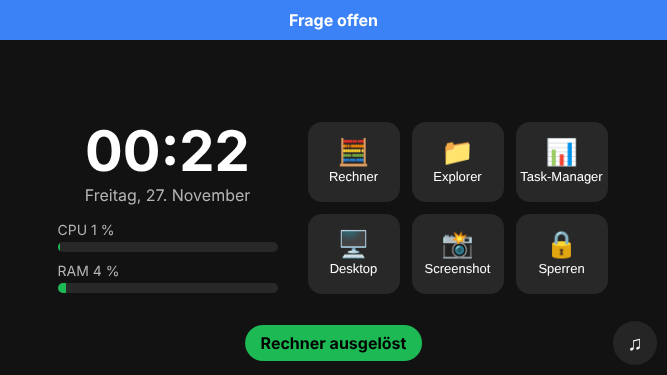 Frage offen
00:22
Freitag, 27. November
CPU 1 %
RAM 4 %
Rechner
Explorer
Task-Manager
Desktop
Screenshot
Sperren
Rechner ausgelöst
♫